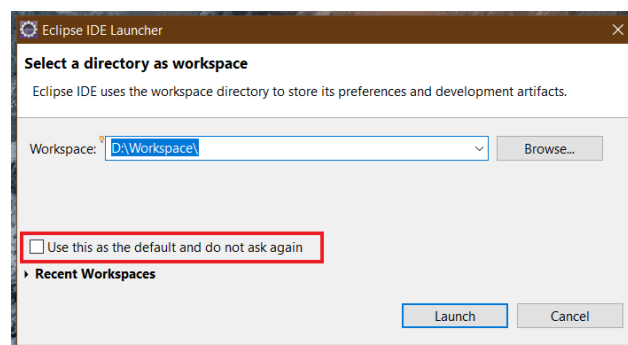 Eclipse IDE Launcher
Select a directory as workspace
Eclipse IDE uses the workspace directory to store its preferences and development artifacts.
Workspace: D:\Workspace\ Browse...
Use this as the default and do not ask again
Recent Workspaces
Launch Cancel